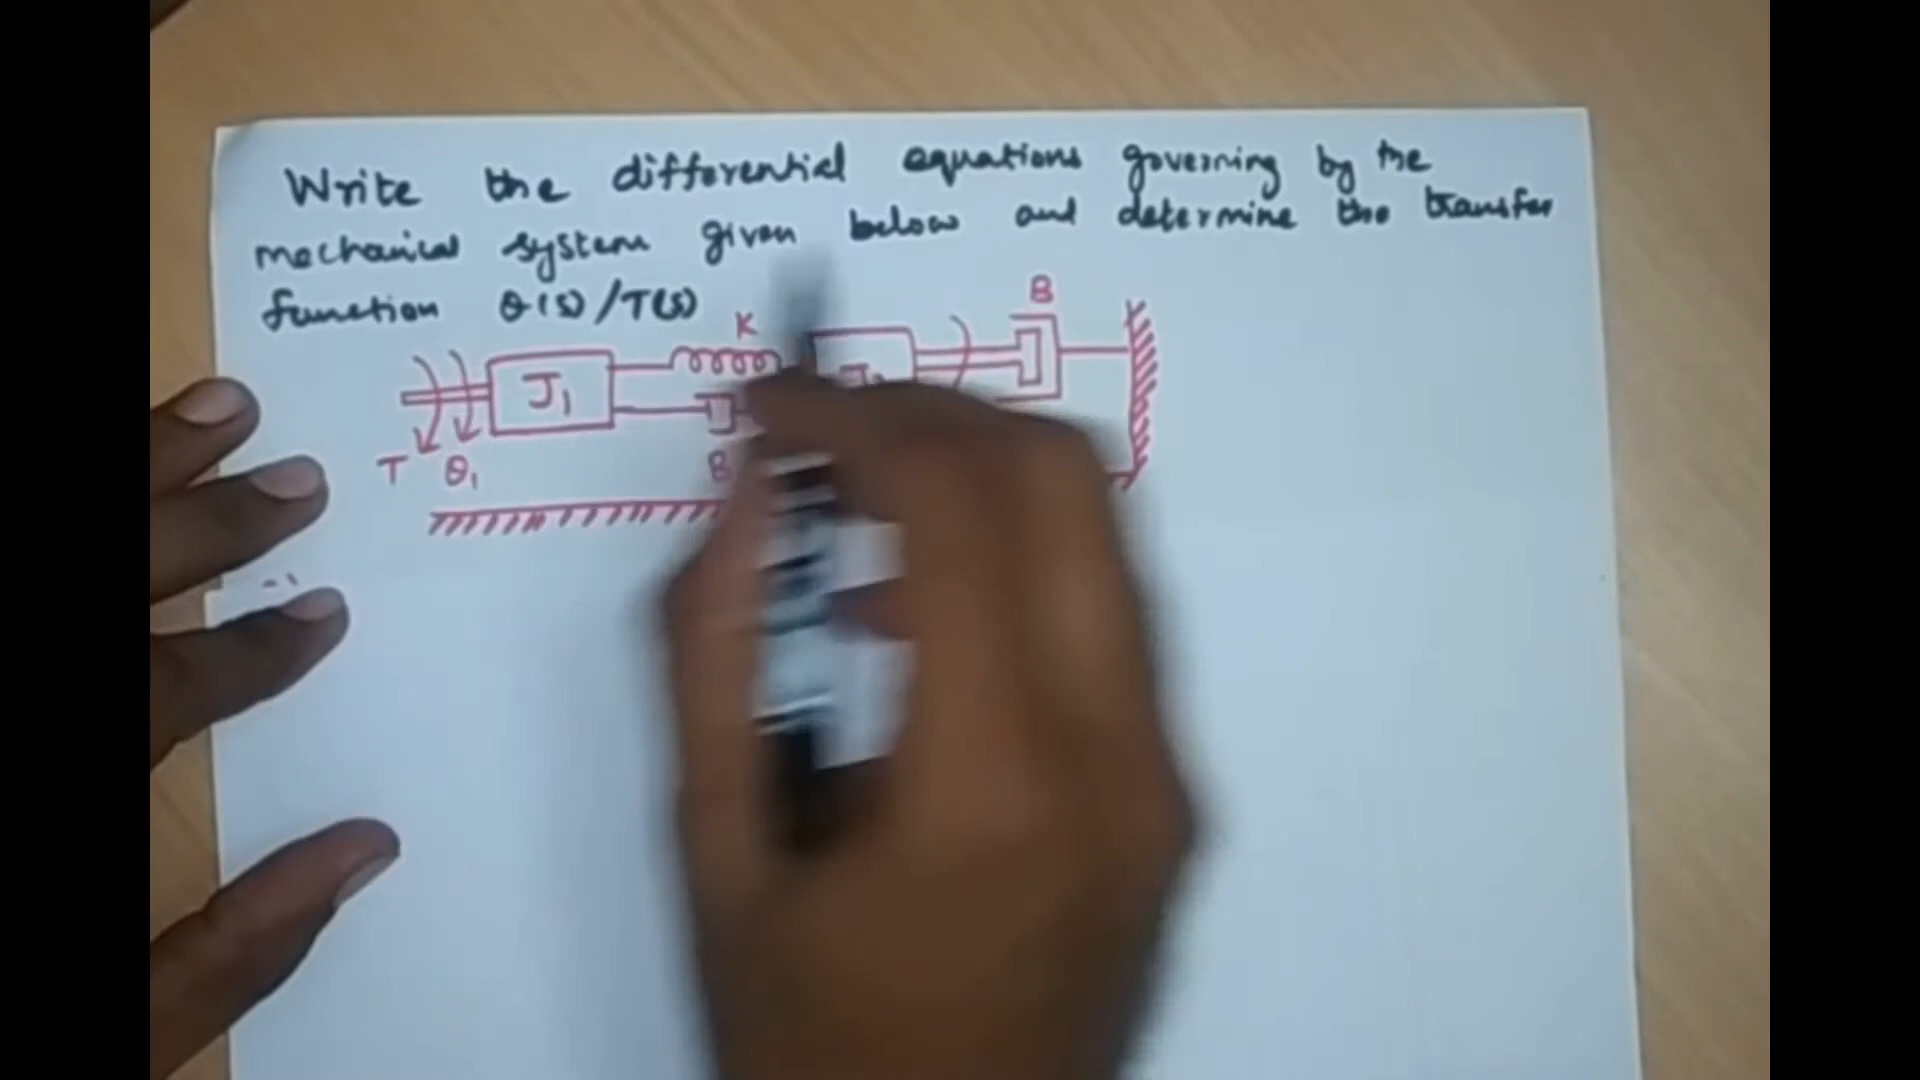 Write the differential equations governing by the
mechanical system given below and determine the transfer
function θ(s)/T(s)
K
B
J1
T
θ1
B